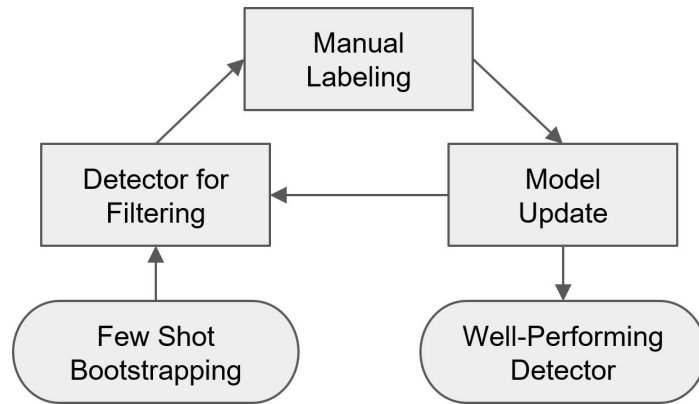 Manual
Labeling
Detector for
Filtering
Model
Update
Few Shot
Bootstrapping
Well-Performing
Detector